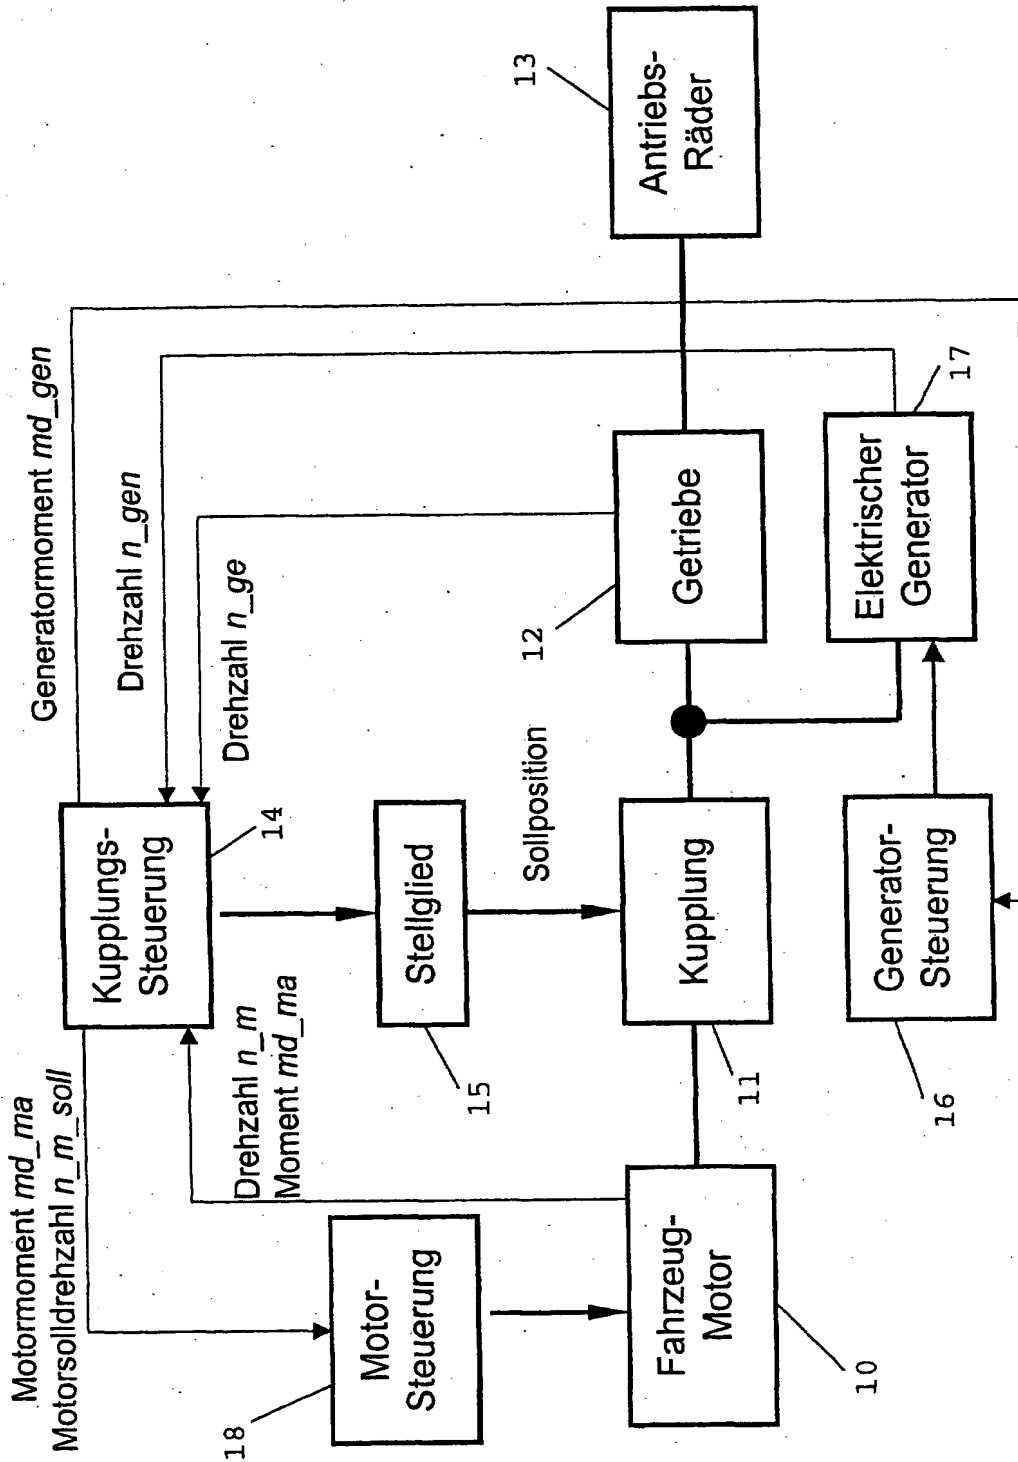 Motormoment md_ma
Motorsolldrehzahl n_m_soll
Generatormoment md_gen
Drehzahl n_gen
Drehzahl n_ge
Kupplungs-
Steuerung
14
Drehzahl n_m
Moment md_ma
18
Motor-
Steuerung
Stellglied
15
Sollposition
Fahrzeug-
Motor
10
Kupplung
11
12
Getriebe
13
Antriebs-
Räder
16
Generator-
Steuerung
Elektrischer
Generator
17